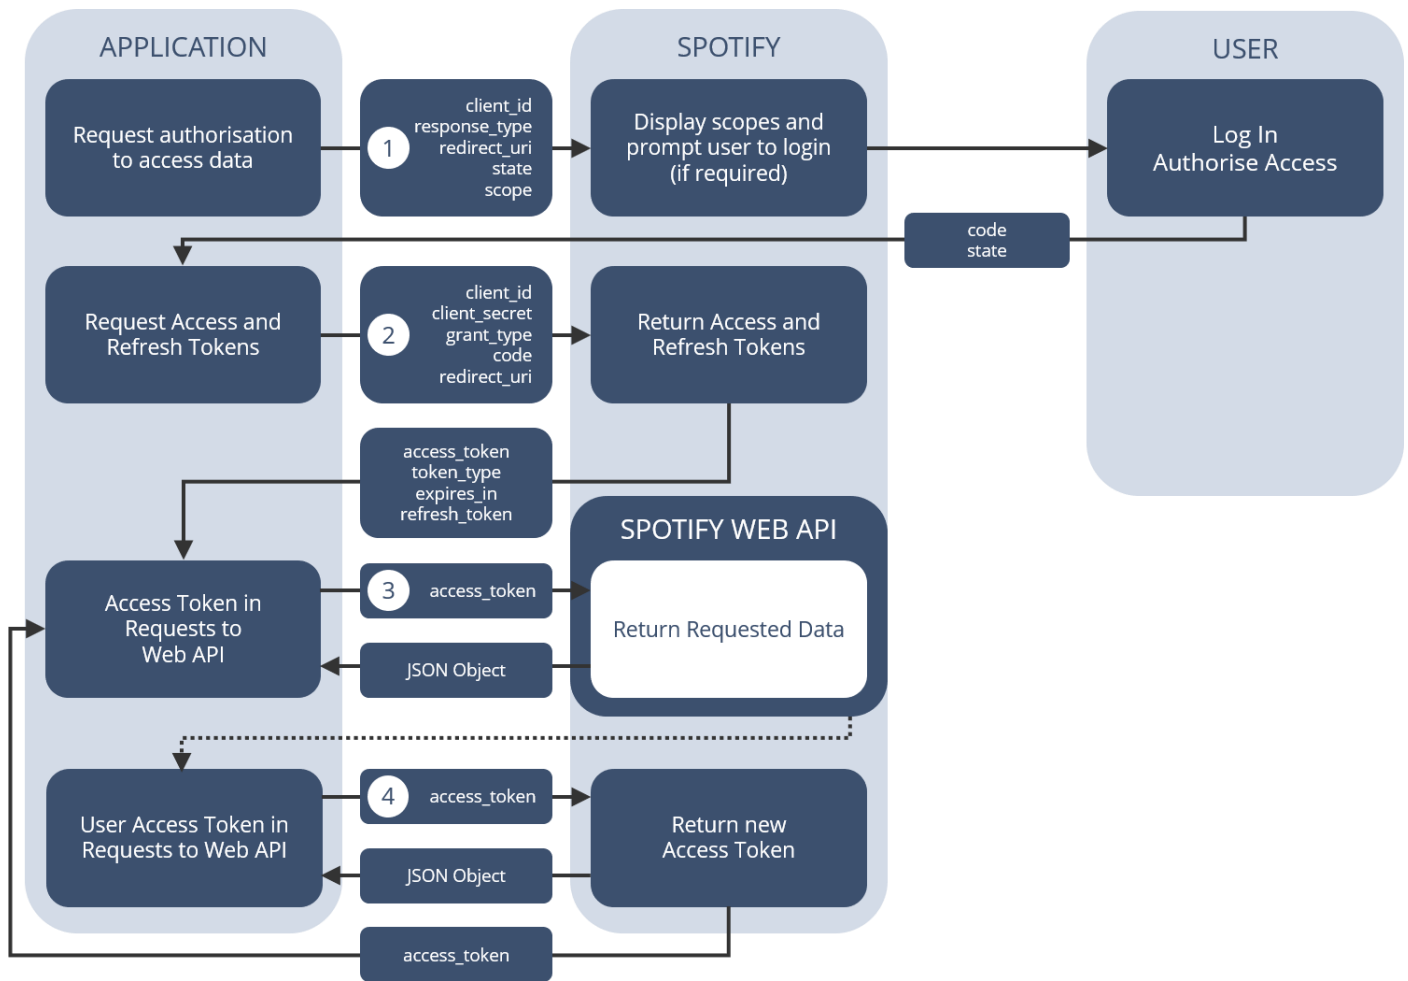 APPLICATION
SPOTIFY
USER
Request authorisation
to access data
1
client_id
response_type
redirect_uri
state
scope
Display scopes and
prompt user to login
(if required)
Log In
Authorise Access
code
state
Request Access and
Refresh Tokens
2
client_id
client_secret
grant_type
code
redirect_uri
Return Access and
Refresh Tokens
access_token
token_type
expires_in
refresh_token
SPOTIFY WEB API
Access Token in
Requests to
Web API
3
access_token
Return Requested Data
JSON Object
User Access Token in
Requests to Web API
4
access_token
Return new
Access Token
JSON Object
access_token